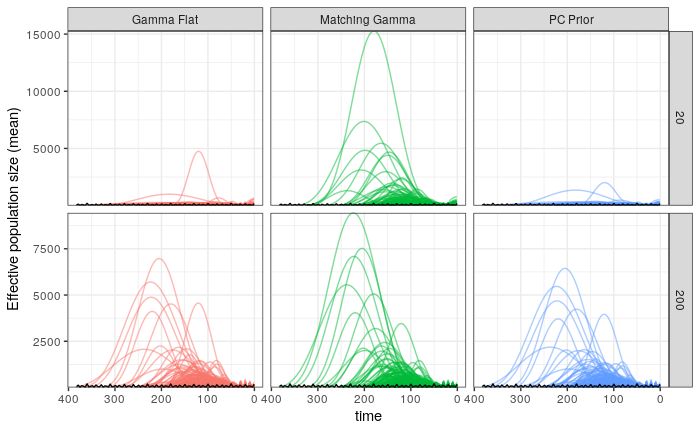 Gamma Flat
Matching Gamma
PC Prior
15000
10000
5000
20
Effective population size (mean)
7500
5000
2500
200
400 300 200 100 0
400 300 200 100 0
400 300 200 100 0
time